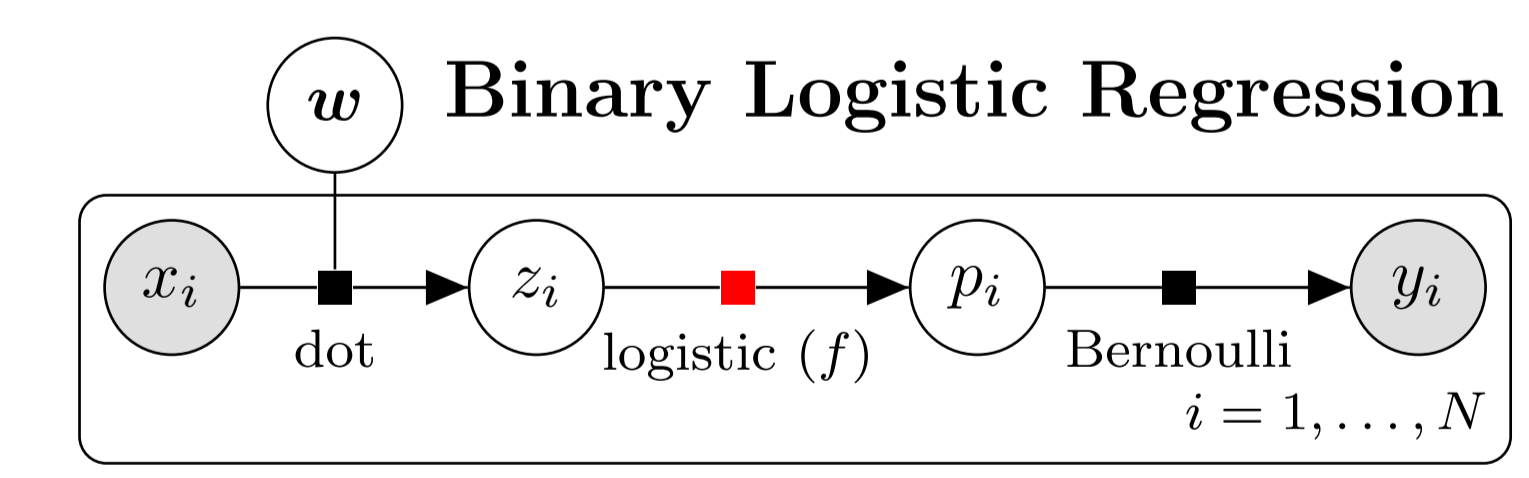 Binary Logistic Regression
w
x_i
z_i
p_i
y_i
dot
logistic (f)
Bernoulli
i = 1, . . . , N